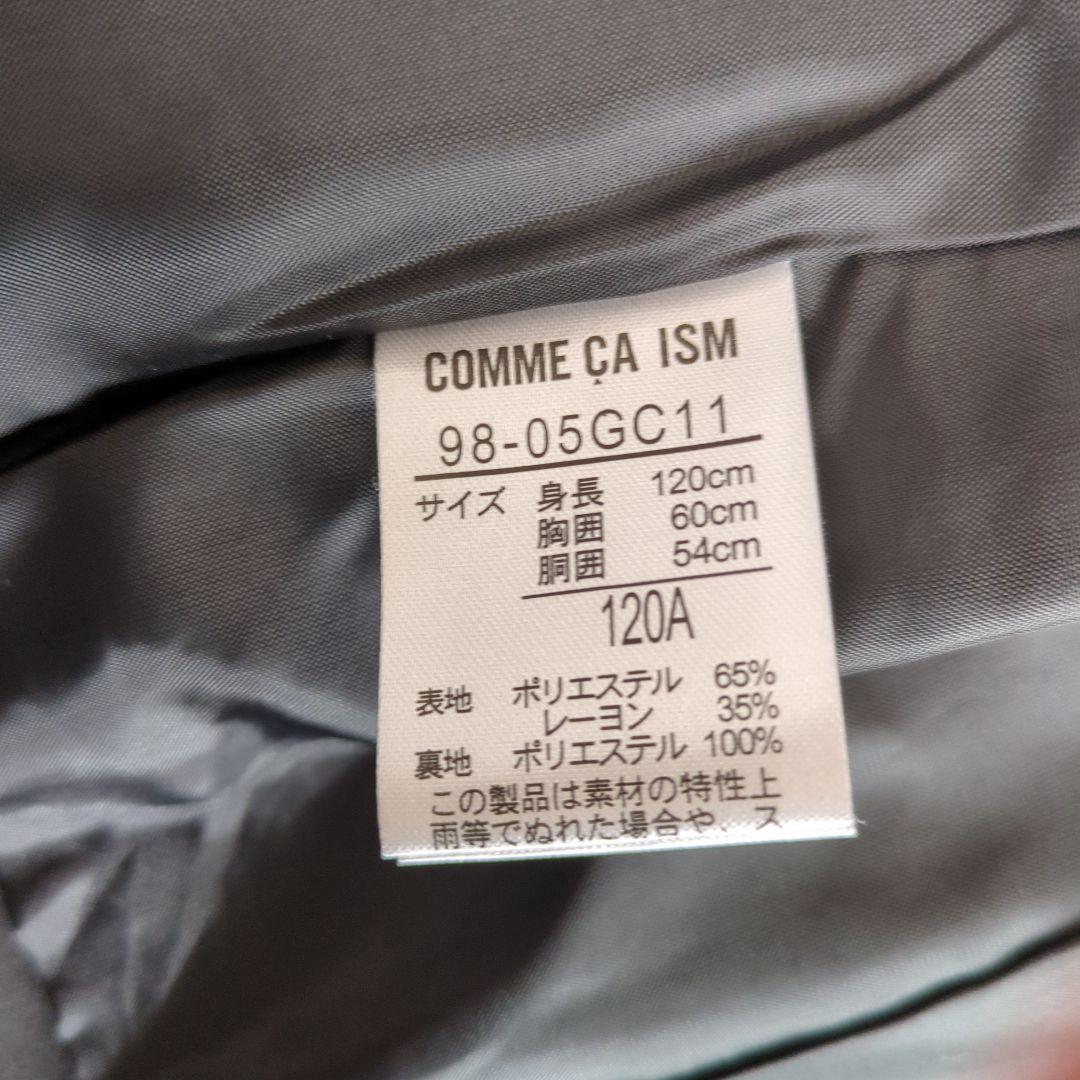 COMME ÇA ISM
98-05GC11
サイズ 身長 120cm
胸囲 60cm
胴囲 54cm
120A
表地 ポリエステル 65%
レーヨン 35%
裏地 ポリエステル 100%
この製品は素材の特性上
雨等でぬれた場合や、ス